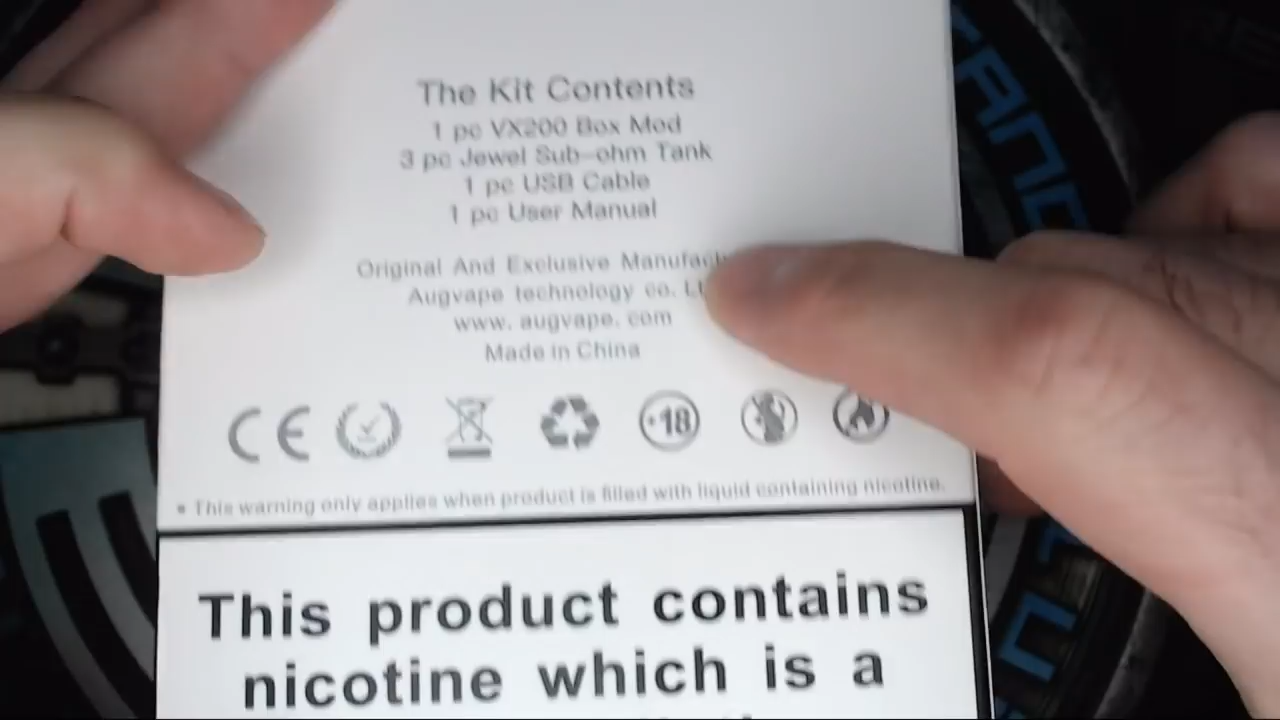 The Kit Contents
1 pc VX200 Box Mod
3 pc Jewel Sub-ohm Tank
1 pc USB Cable
1 pc User Manual
Original And Exclusive Manufact
Augvape technology co. Lt
www. augvape. com
Made in China
CE +18
* This warning only applies when product is filled with liquid containing nicotine.
This product contains
nicotine which is a